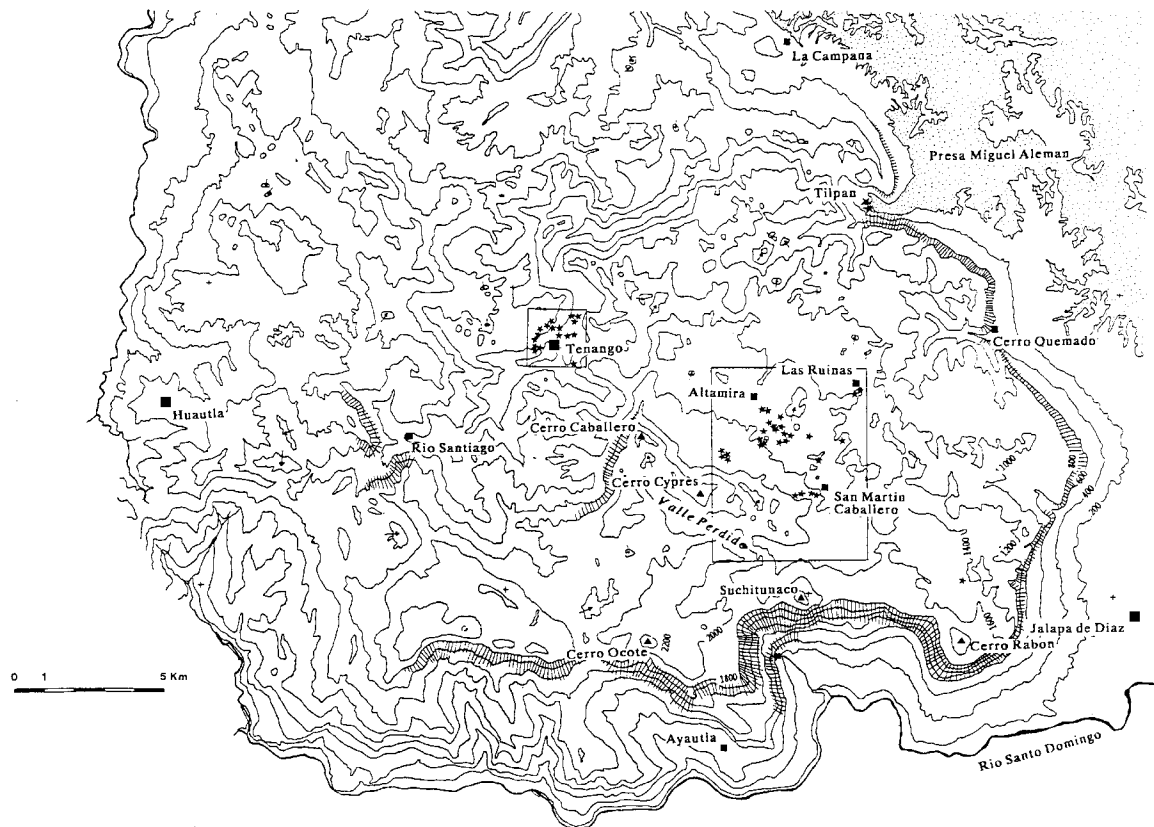 La Campana
Presa Miguel Aleman
Tilpan
Cerro Quemado
Tenango
Las Ruinas
Altamira
Huautla
Cerro Caballero
Rio Santiago
Cerro Cyprès
San Martin
Caballero
Valle Perdido
1000
800
600
400
200
1400
1200
Suchitunaco
1600
Jalapa de Diaz
Cerro Rabon
2000
2200
Cerro Ocote
1800
0 1 5 Km
Ayautla
Rio Santo Domingo